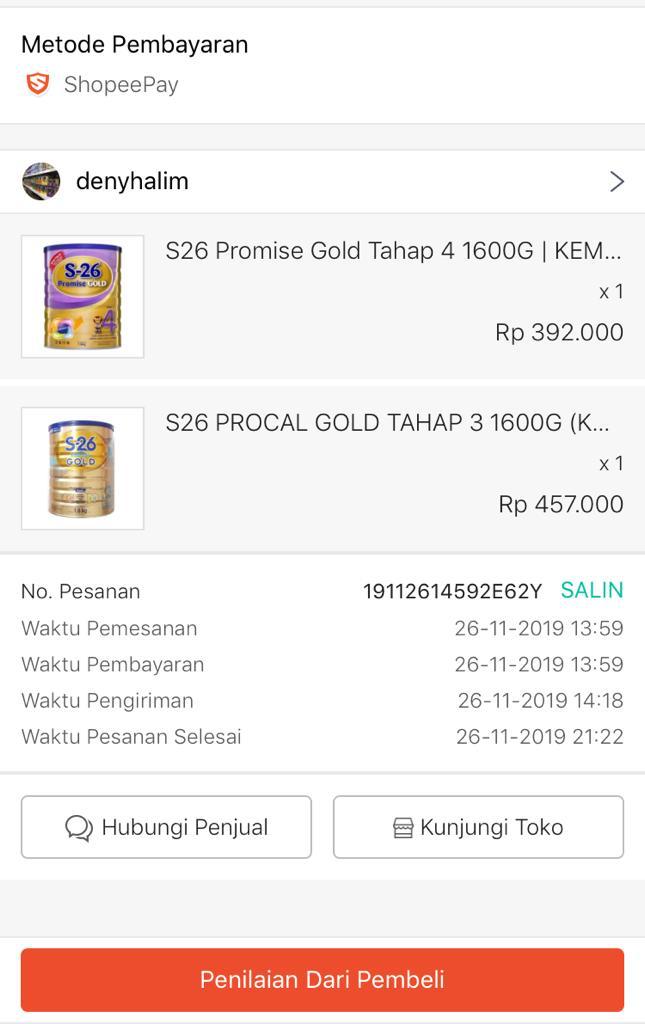 Metode Pembayaran
ShopeePay
denyhalim
S26 Promise Gold Tahap 4 1600G | KEM...
x 1
Rp 392.000
S-26
Promise GOLD
4
S26 PROCAL GOLD TAHAP 3 1600G (K...
x 1
Rp 457.000
S-26
GOLD
No. Pesanan 19112614592E62Y SALIN
Waktu Pemesanan 26-11-2019 13:59
Waktu Pembayaran 26-11-2019 13:59
Waktu Pengiriman 26-11-2019 14:18
Waktu Pesanan Selesai 26-11-2019 21:22
Hubungi Penjual
Kunjungi Toko
Penilaian Dari Pembeli